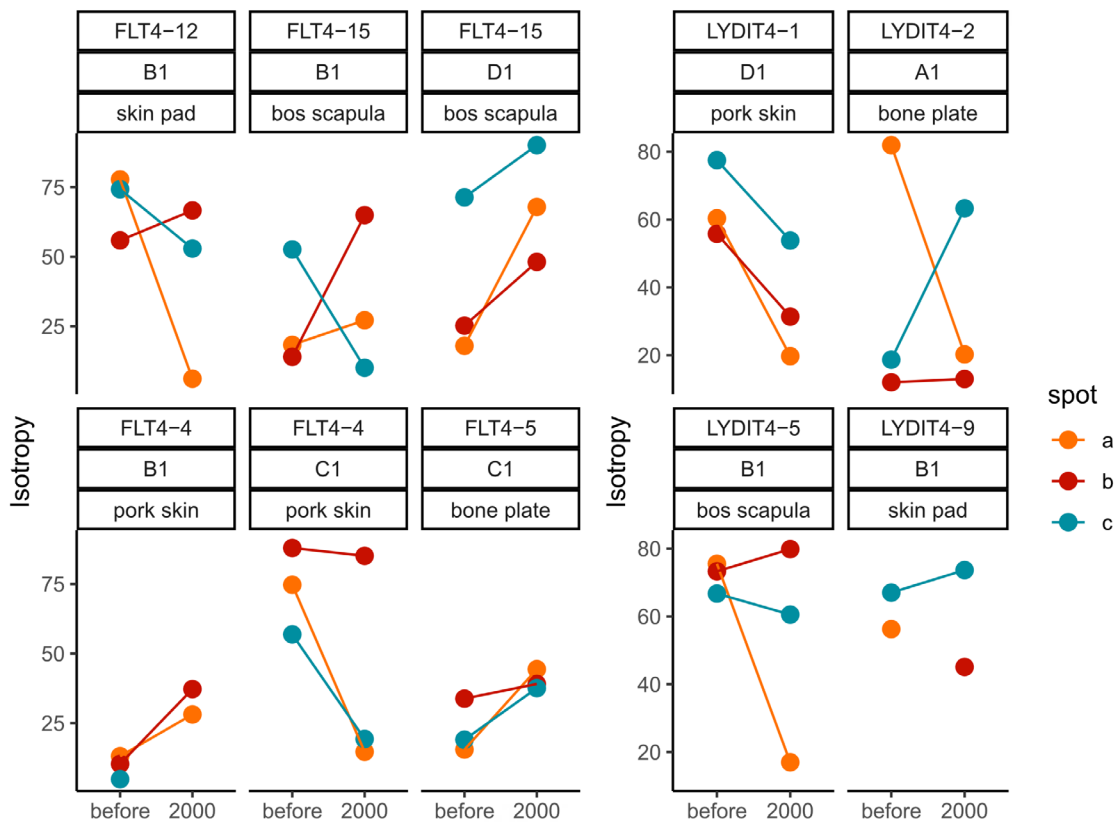 FLT4−12 FLT4−15 FLT4−15 LYDIT4−1 LYDIT4−2
B1 B1 D1 D1 A1
skin pad bos scapula bos scapula pork skin bone plate
75
50
25
80
60
40
20
Isotropy
Isotropy
spot
a
b
c
FLT4−4 FLT4−4 FLT4−5 LYDIT4−5 LYDIT4−9
B1 C1 C1 B1 B1
pork skin pork skin bone plate bos scapula skin pad
75
50
25
80
60
40
20
before 2000 before 2000 before 2000 before 2000 before 2000